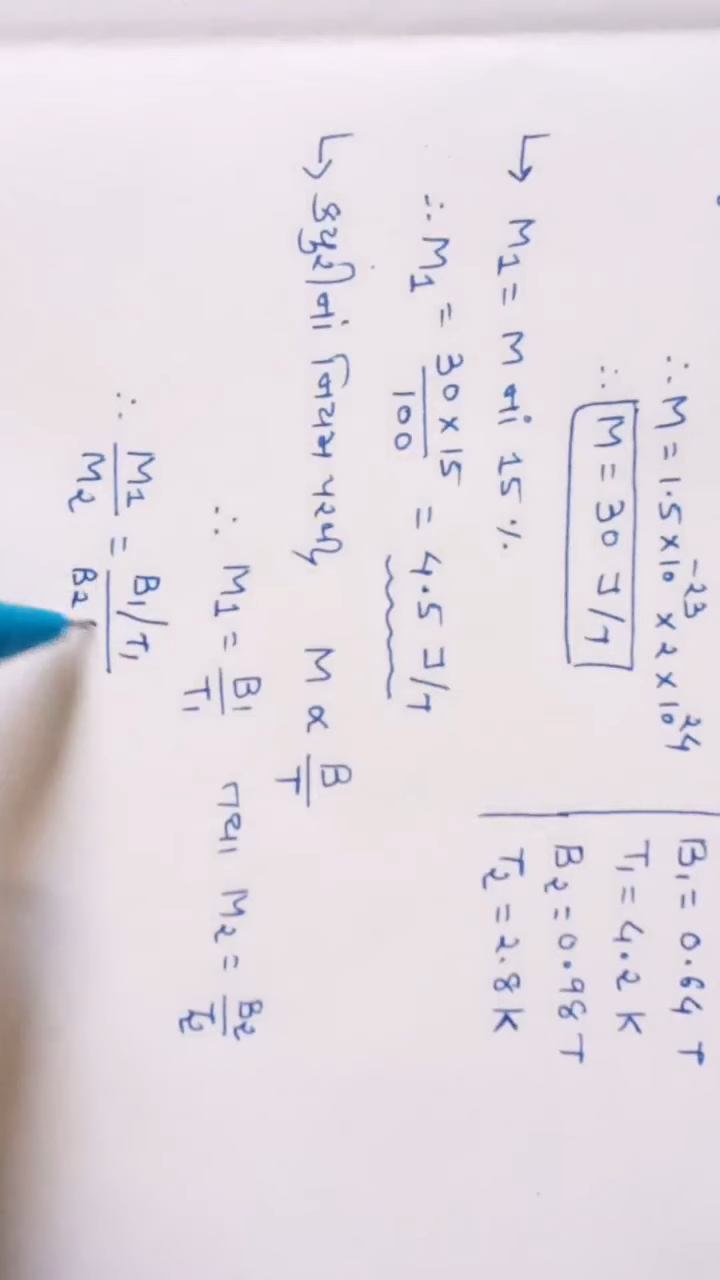 ∴ M = 1.5 × 10⁻²³ × 2 × 10²⁴
∴ M = 30 J/T
B₁ = 0.64 T
T₁ = 4.2 K
B₂ = 0.98 T
T₂ = 2.8 K
↳ M₁ = M નાં 15 %
∴ M₁ = 30 × 15 / 100 = 4.5 J/T
↳ ક્યુરીનાં નિયમ પરથી M ∝ B/T
∴ M₁ = B₁/T₁ તથા M₂ = B₂/T₂
∴ M₁/M₂ = B₁/T₁ / B₂